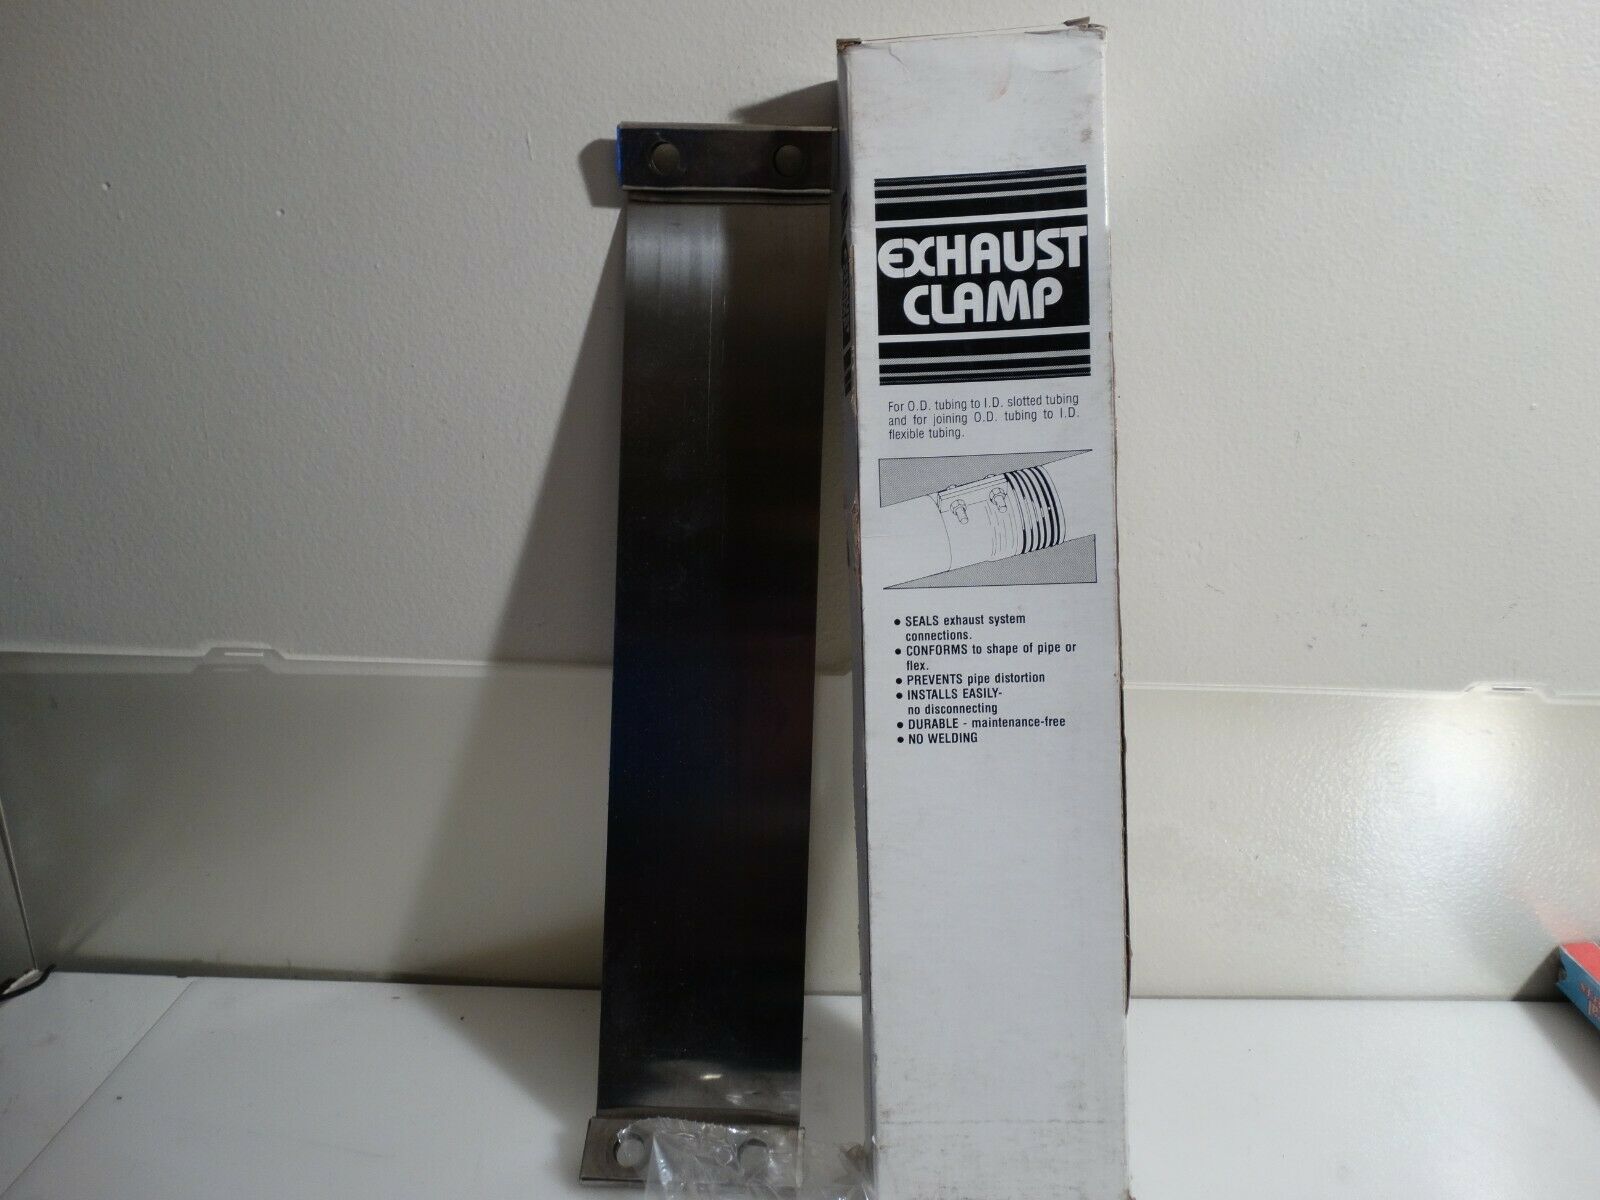 EXHAUST
CLAMP
For O.D. tubing to I.D. slotted tubing
and for joining O.D. tubing to I.D.
flexible tubing.
• SEALS exhaust system
connections.
• CONFORMS to shape of pipe or
flex.
• PREVENTS pipe distortion
• INSTALLS EASILY-
no disconnecting
• DURABLE - maintenance-free
• NO WELDING